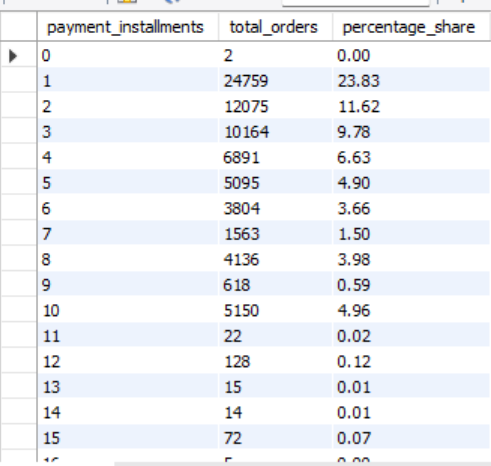 payment_installments total_orders percentage_share
0 2 0.00
1 24759 23.83
2 12075 11.62
3 10164 9.78
4 6891 6.63
5 5095 4.90
6 3804 3.66
7 1563 1.50
8 4136 3.98
9 618 0.59
10 5150 4.96
11 22 0.02
12 128 0.12
13 15 0.01
14 14 0.01
15 72 0.07